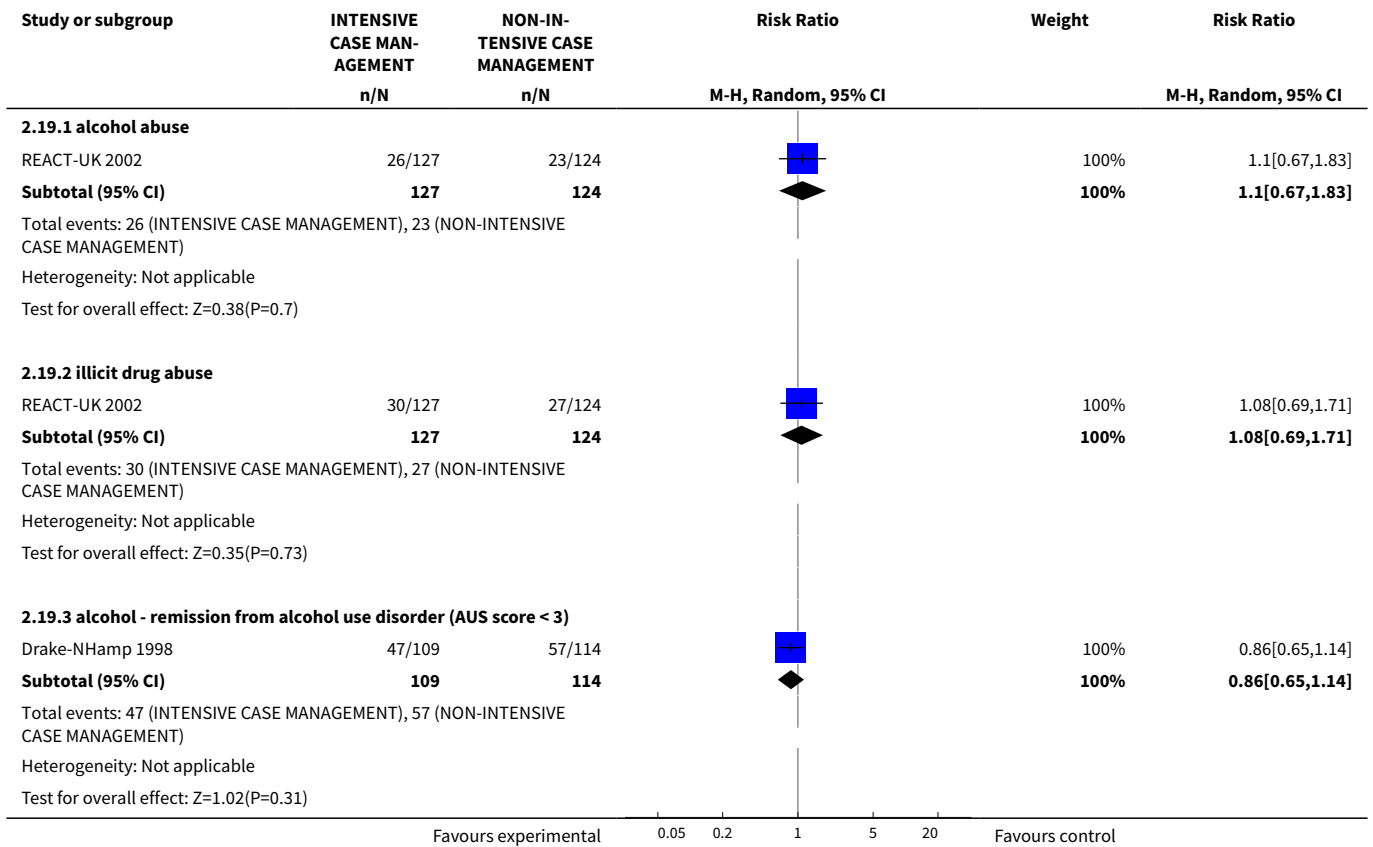 Study or subgroup INTENSIVE CASE MAN- AGEMENT NON-IN- TENSIVE CASE MANAGEMENT Risk Ratio Weight Risk Ratio
n/N n/N M-H, Random, 95% CI M-H, Random, 95% CI
2.19.1 alcohol abuse
REACT-UK 2002 26/127 23/124 100% 1.1[0.67,1.83]
Subtotal (95% CI) 127 124 100% 1.1[0.67,1.83]
Total events: 26 (INTENSIVE CASE MANAGEMENT), 23 (NON-INTENSIVE
CASE MANAGEMENT)
Heterogeneity: Not applicable
Test for overall effect: Z=0.38(P=0.7)
2.19.2 illicit drug abuse
REACT-UK 2002 30/127 27/124 100% 1.08[0.69,1.71]
Subtotal (95% CI) 127 124 100% 1.08[0.69,1.71]
Total events: 30 (INTENSIVE CASE MANAGEMENT), 27 (NON-INTENSIVE
CASE MANAGEMENT)
Heterogeneity: Not applicable
Test for overall effect: Z=0.35(P=0.73)
2.19.3 alcohol - remission from alcohol use disorder (AUS score < 3)
Drake-NHamp 1998 47/109 57/114 100% 0.86[0.65,1.14]
Subtotal (95% CI) 109 114 100% 0.86[0.65,1.14]
Total events: 47 (INTENSIVE CASE MANAGEMENT), 57 (NON-INTENSIVE
CASE MANAGEMENT)
Heterogeneity: Not applicable
Test for overall effect: Z=1.02(P=0.31)
Favours experimental 0.05 0.2 1 5 20 Favours control